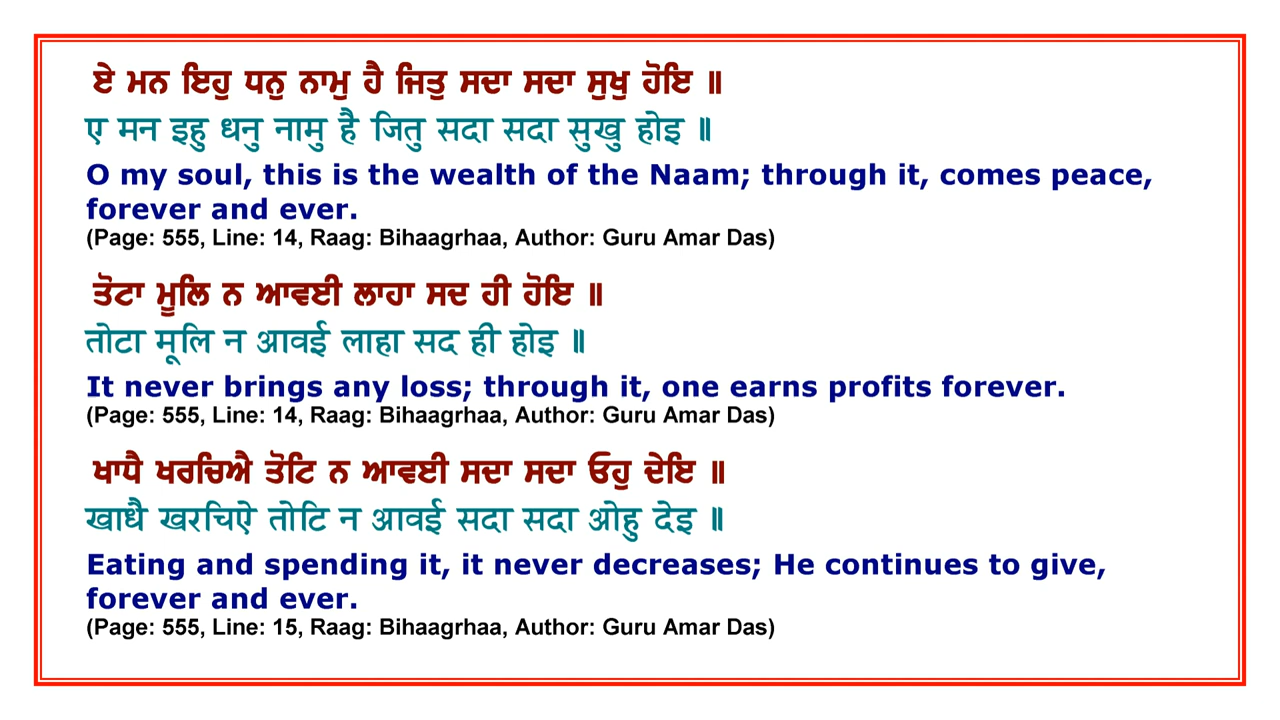 ਏ ਮਨ ਇਹੁ ਧਨੁ ਨਾਮੁ ਹੈ ਜਿਤੁ ਸਦਾ ਸਦਾ ਸੁਖੁ ਹੋਇ ॥
ए मन इहु धनु नामु है जितु सदा सदा सुखु होइ ॥
O my soul, this is the wealth of the Naam; through it, comes peace,
forever and ever.
(Page: 555, Line: 14, Raag: Bihaagrhaa, Author: Guru Amar Das)
ਤੋਟਾ ਮੂਲਿ ਨ ਆਵਈ ਲਾਹਾ ਸਦ ਹੀ ਹੋਇ ॥
तोटा मूलि न आवई लाहा सद ही होइ ॥
It never brings any loss; through it, one earns profits forever.
(Page: 555, Line: 14, Raag: Bihaagrhaa, Author: Guru Amar Das)
ਖਾਧੈ ਖਰਚਿਐ ਤੋਟਿ ਨ ਆਵਈ ਸਦਾ ਸਦਾ ਓਹੁ ਦੇਇ ॥
खाधै खरचिऐ तोटि न आवई सदा सदा ओहु देइ ॥
Eating and spending it, it never decreases; He continues to give,
forever and ever.
(Page: 555, Line: 15, Raag: Bihaagrhaa, Author: Guru Amar Das)